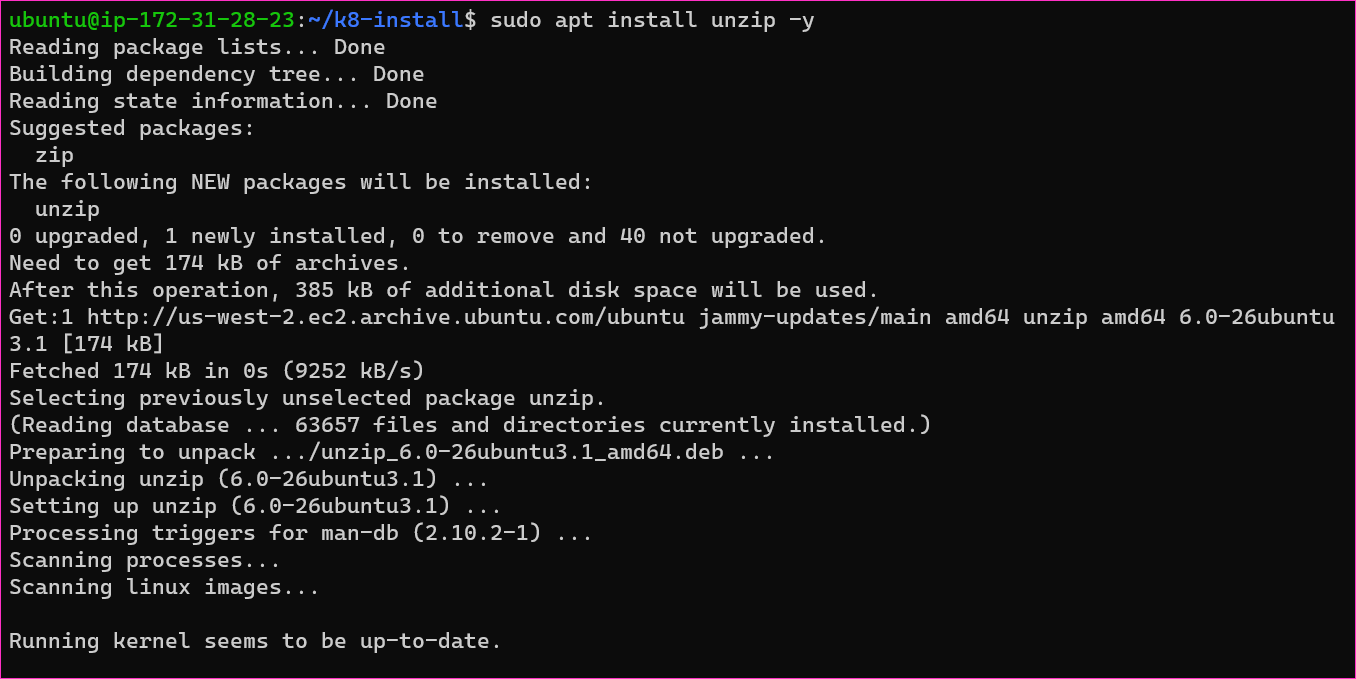 ubuntu@ip-172-31-28-23:~/k8-install$ sudo apt install unzip -y
Reading package lists... Done
Building dependency tree... Done
Reading state information... Done
Suggested packages:
  zip
The following NEW packages will be installed:
  unzip
0 upgraded, 1 newly installed, 0 to remove and 40 not upgraded.
Need to get 174 kB of archives.
After this operation, 385 kB of additional disk space will be used.
Get:1 http://us-west-2.ec2.archive.ubuntu.com/ubuntu jammy-updates/main amd64 unzip amd64 6.0-26ubuntu
3.1 [174 kB]
Fetched 174 kB in 0s (9252 kB/s)
Selecting previously unselected package unzip.
(Reading database ... 63657 files and directories currently installed.)
Preparing to unpack .../unzip_6.0-26ubuntu3.1_amd64.deb ...
Unpacking unzip (6.0-26ubuntu3.1) ...
Setting up unzip (6.0-26ubuntu3.1) ...
Processing triggers for man-db (2.10.2-1) ...
Scanning processes...
Scanning linux images...

Running kernel seems to be up-to-date.